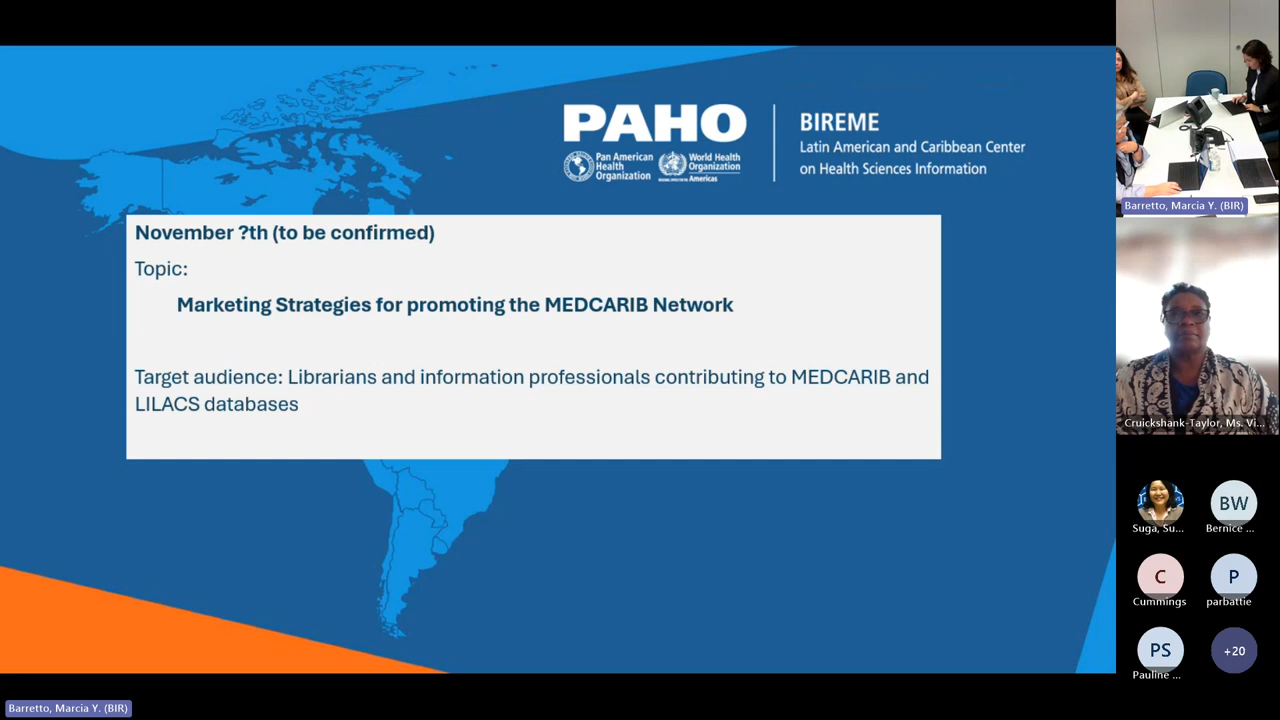 PAHO
Pan American
Health
Organization
World Health
Organization
Americas
BIREME
Latin American and Caribbean Center
on Health Sciences Information
November ?th (to be confirmed)
Topic:
Marketing Strategies for promoting the MEDCARIB Network
Target audience: Librarians and information professionals contributing to MEDCARIB and
LILACS databases
Barretto, Marcia Y. (BIR)
Cruickshank-Taylor, Ms. Vi...
Suga, Su...
BW
Bernice ...
C
Cummings
P
parbattie
PS
Pauline ...
+20
Barretto, Marcia Y. (BIR)